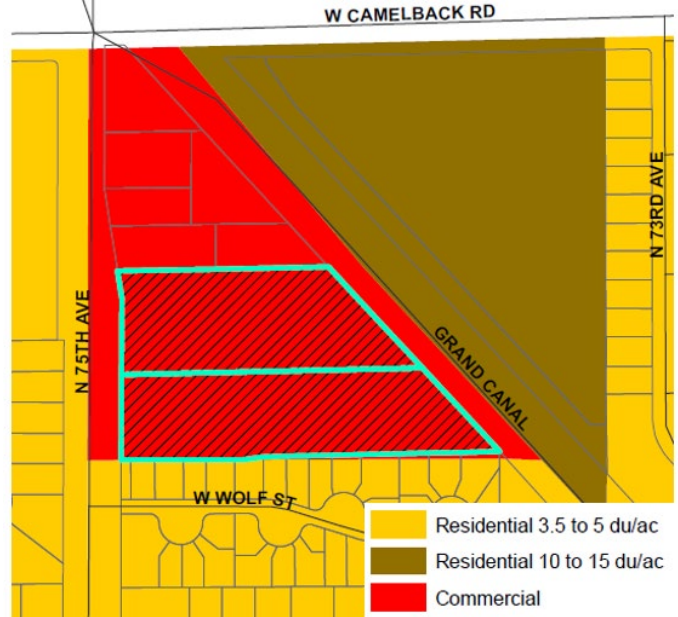 W CAMELBACK RD
N 73RD AVE
N 75TH AVE
GRAND CANAL
W WOLF ST
Residential 3.5 to 5 du/ac
Residential 10 to 15 du/ac
Commercial